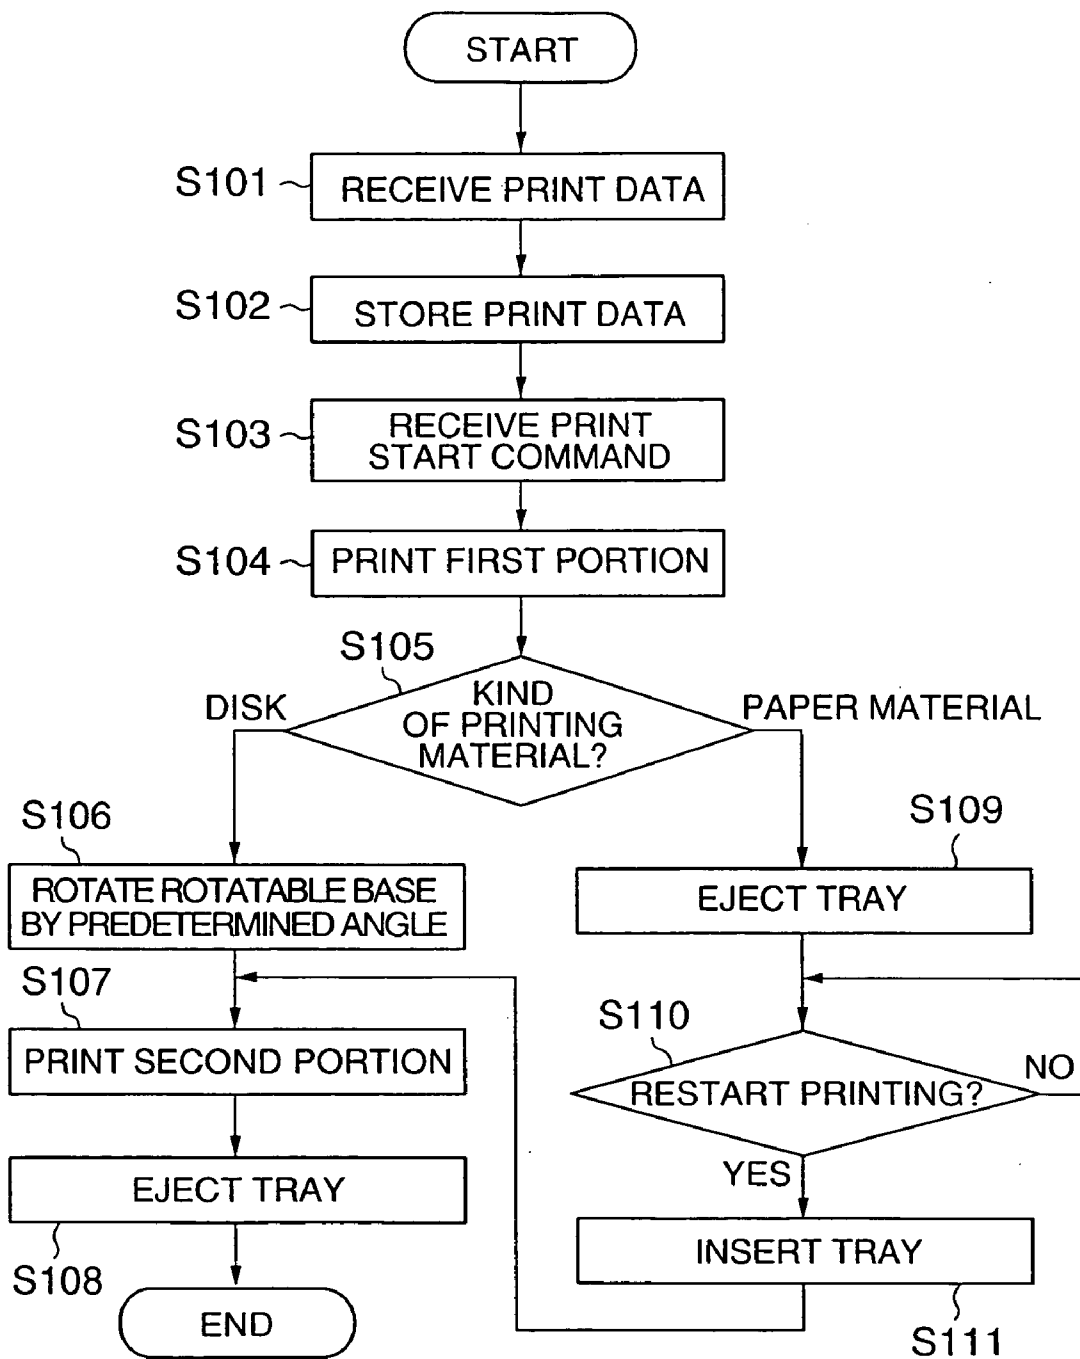 START
S101
RECEIVE PRINT DATA
S102
STORE PRINT DATA
S103
RECEIVE PRINT
START COMMAND
S104
PRINT FIRST PORTION
S105
KIND
OF PRINTING
MATERIAL?
DISK
PAPER MATERIAL
S106
ROTATE ROTATABLE BASE
BY PREDETERMINED ANGLE
S107
PRINT SECOND PORTION
EJECT TRAY
S108
END
S109
EJECT TRAY
S110
RESTART PRINTING?
NO
YES
INSERT TRAY
S111